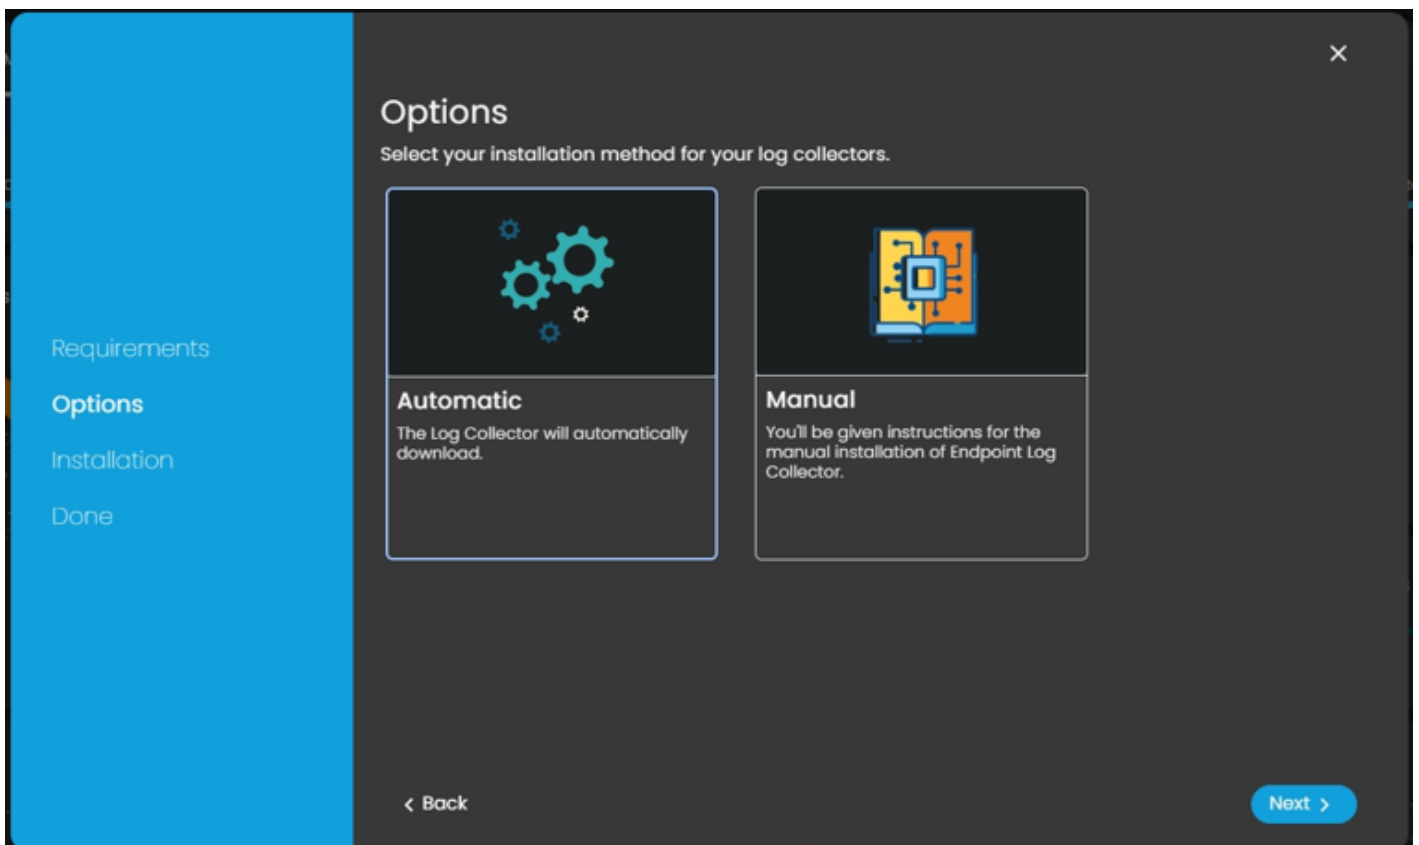 Options
Select your installation method for your log collectors.
Automatic
The Log Collector will automatically
download.
Manual
You'll be given instructions for the
manual installation of Endpoint Log
Collector.
Requirements
Options
Installation
Done
Back
Next